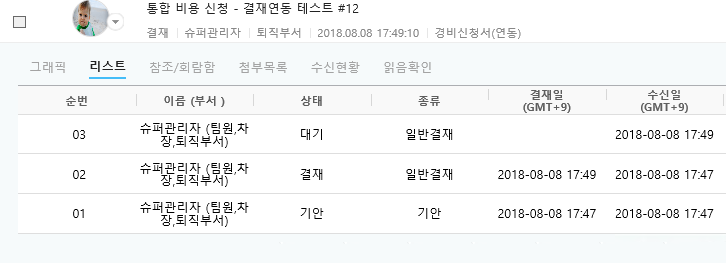 통합 비용 신청 - 결재연동 테스트 #12
결재 슈퍼관리자 퇴직부서 2018.08.08 17:49:10 경비신청서(연동)
그래픽 리스트 참조/회람함 첨부목록 수신현황 읽음확인
순번 이름 (부서 ) 상태 종류 결재일 (GMT+9) 수신일 (GMT+9)
03 슈퍼관리자 (팀원,차장,퇴직부서) 대기 일반결재 2018-08-08 17:49
02 슈퍼관리자 (팀원,차장,퇴직부서) 결재 일반결재 2018-08-08 17:49 2018-08-08 17:47
01 슈퍼관리자 (팀원,차장,퇴직부서) 기안 기안 2018-08-08 17:47 2018-08-08 17:47